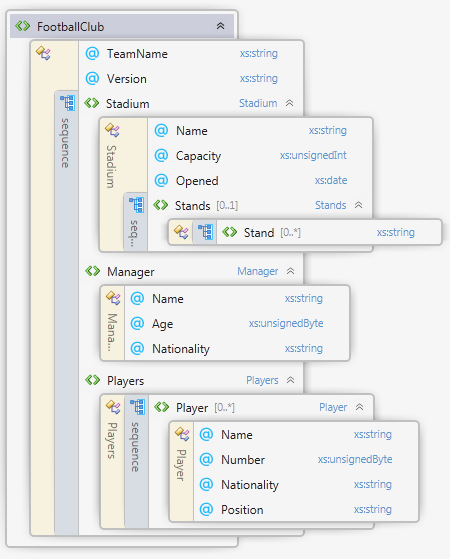 FootballClub
TeamName xs:string
Version xs:string
sequence
Stadium Stadium
Stadium
Name xs:string
Capacity xs:unsignedInt
Opened xs:date
seq...
Stands [0..1] Stands
Stand [0..*] xs:string
Manager Manager
Mana...
Name xs:string
Age xs:unsignedByte
Nationality xs:string
Players Players
Players
sequence
Player [0..*] Player
Player
Name xs:string
Number xs:unsignedByte
Nationality xs:string
Position xs:string